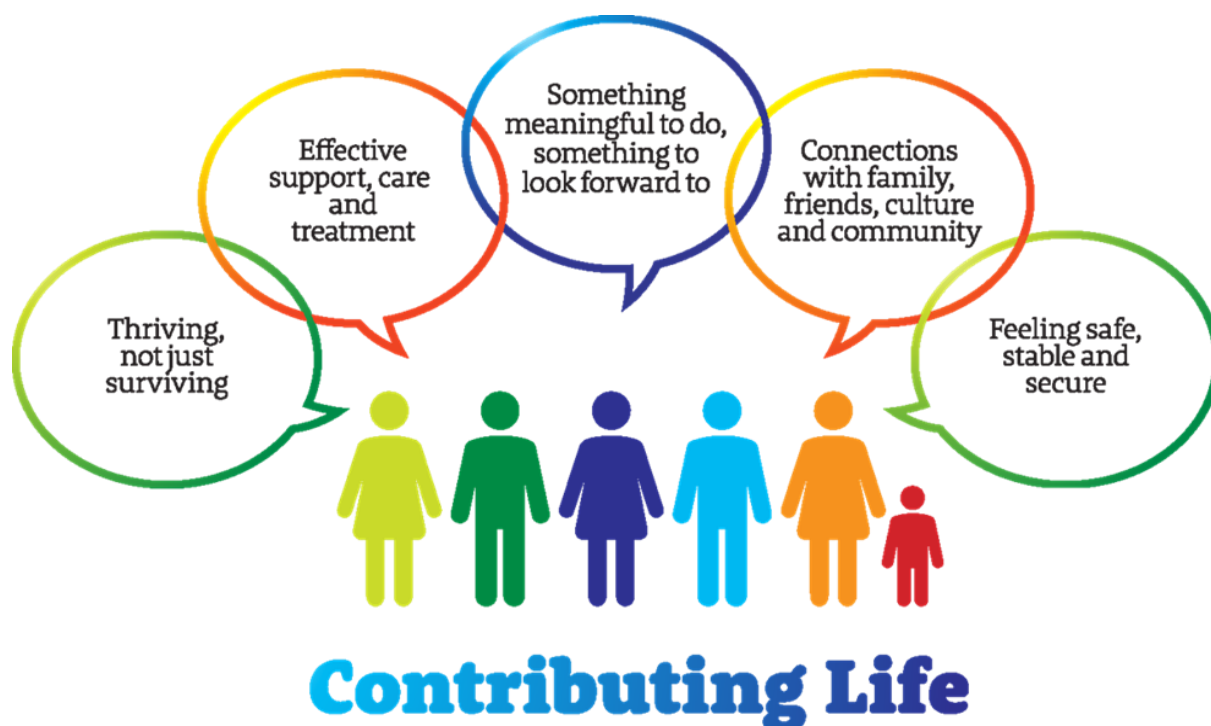 Thriving,
not just
surviving
Effective
support, care
and
treatment
Something
meaningful to do,
something to
look forward to
Connections
with family,
friends, culture
and community
Feeling safe,
stable and
secure
Contributing Life